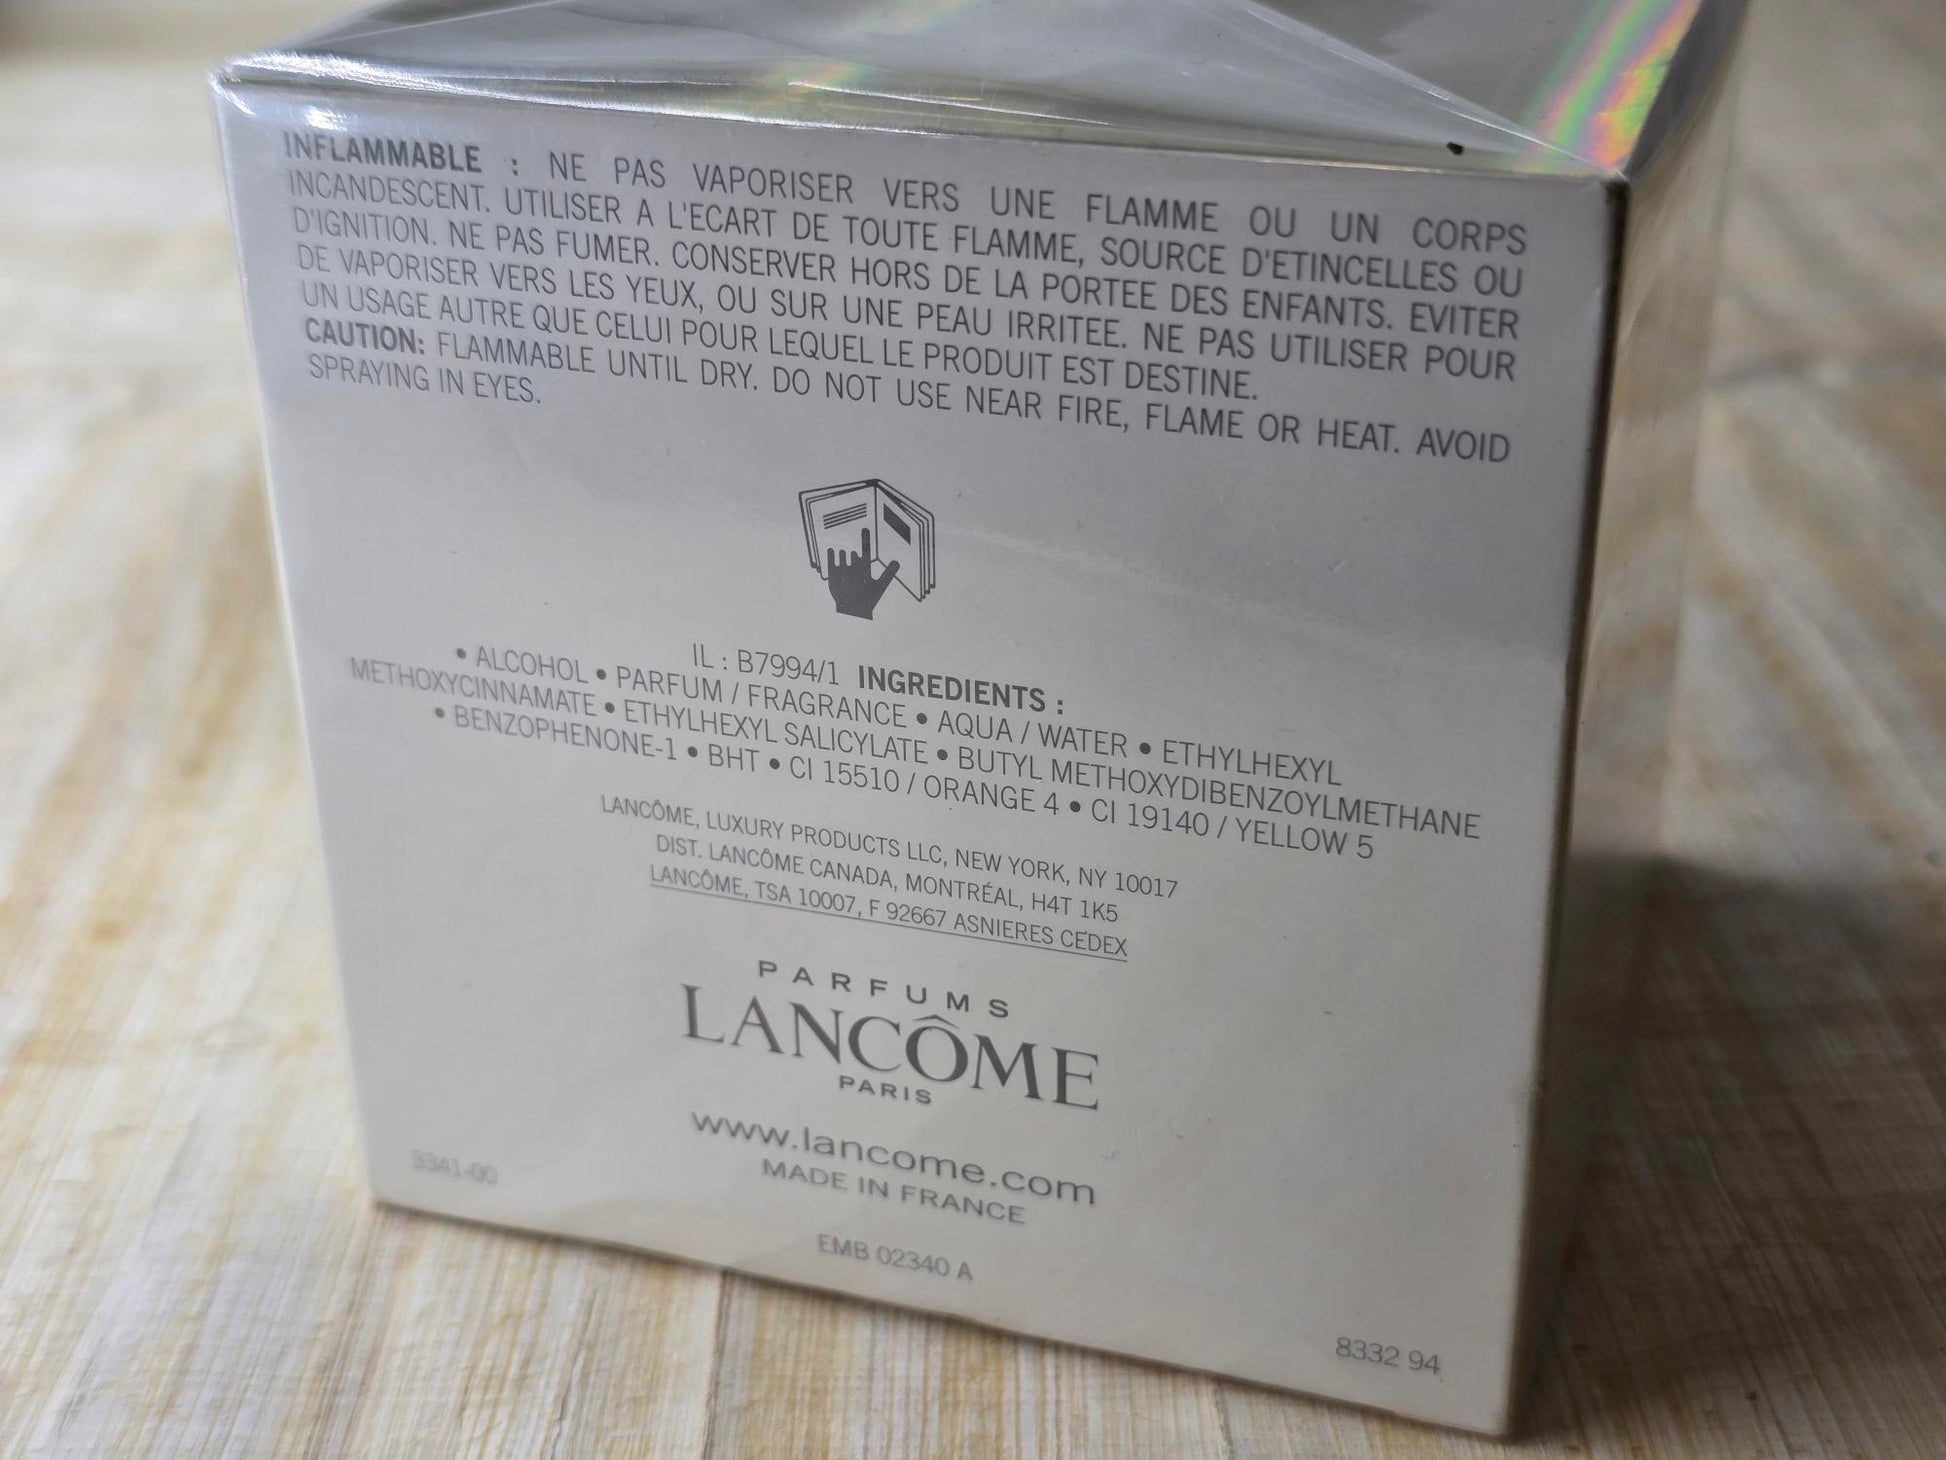 INFLAMMABLE : NE PAS VAPORISER VERS UNE FLAMME OU UN CORPS
INCANDESCENT. UTILISER A L'ECART DE TOUTE FLAMME, SOURCE D'ETINCELLES OU
D'IGNITION. NE PAS FUMER. CONSERVER HORS DE LA PORTEE DES ENFANTS. EVITER
DE VAPORISER VERS LES YEUX, OU SUR UNE PEAU IRRITEE. NE PAS UTILISER POUR
UN USAGE AUTRE QUE CELUI POUR LEQUEL LE PRODUIT EST DESTINE.
CAUTION: FLAMMABLE UNTIL DRY. DO NOT USE NEAR FIRE, FLAME OR HEAT. AVOID
SPRAYING IN EYES.
IL : B7994/1 INGREDIENTS :
• ALCOHOL • PARFUM / FRAGRANCE • AQUA / WATER • ETHYLHEXYL
METHOXYCINNAMATE • ETHYLHEXYL SALICYLATE • BUTYL METHOXYDIBENZOYLMETHANE
• BENZOPHENONE-1 • BHT • CI 15510 / ORANGE 4 • CI 19140 / YELLOW 5
LANCÔME, LUXURY PRODUCTS LLC, NEW YORK, NY 10017
DIST. LANCÔME CANADA, MONTRÉAL, H4T 1K5
LANCÔME, TSA 10007, F 92667 ASNIERES CEDEX
PARFUMS
LANCÔME
PARIS
www.lancome.com
MADE IN FRANCE
3341-00
EMB 02340 A
8332 94